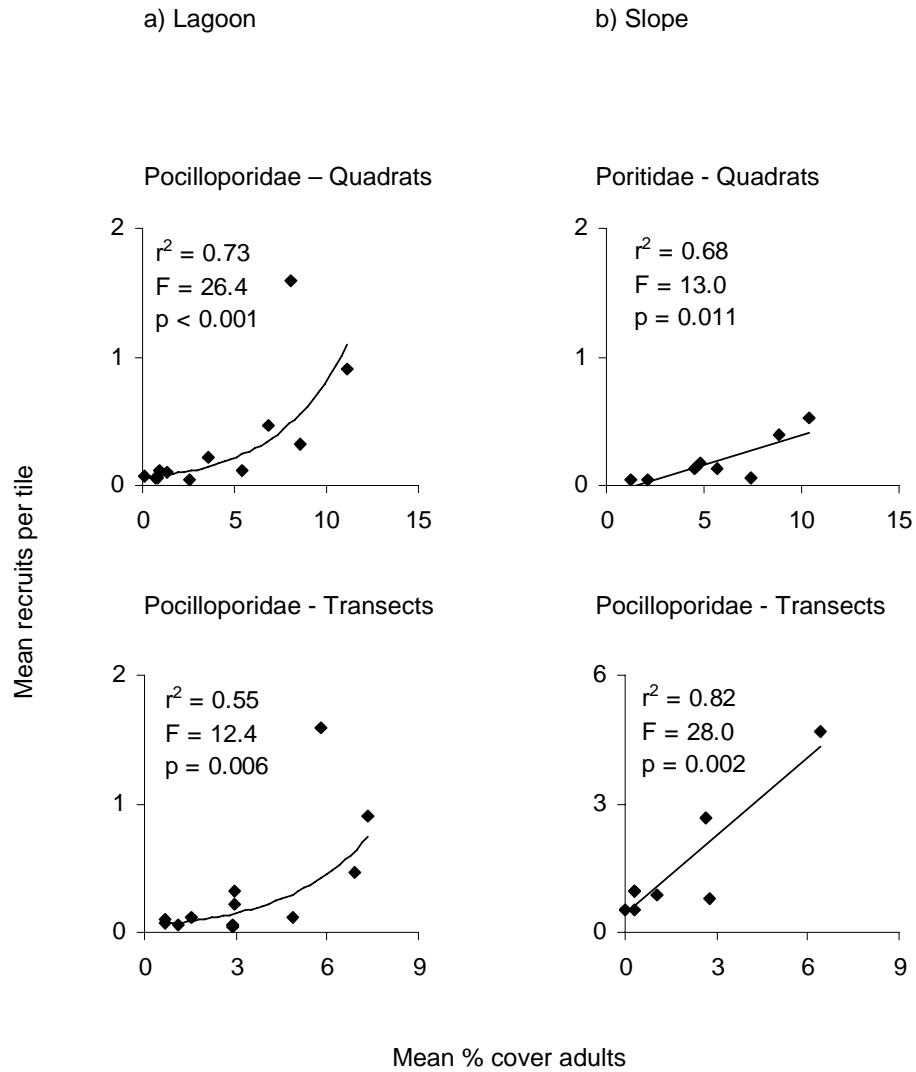 a) Lagoon
b) Slope
Mean recruits per tile
Pocilloporidae – Quadrats
r² = 0.73
F = 26.4
p < 0.001
2
1
0
0 5 10 15
Poritidae - Quadrats
r² = 0.68
F = 13.0
p = 0.011
2
1
0
0 5 10 15
Pocilloporidae - Transects
r² = 0.55
F = 12.4
p = 0.006
2
1
0
0 3 6 9
Pocilloporidae - Transects
r² = 0.82
F = 28.0
p = 0.002
6
3
0
0 3 6 9
Mean % cover adults